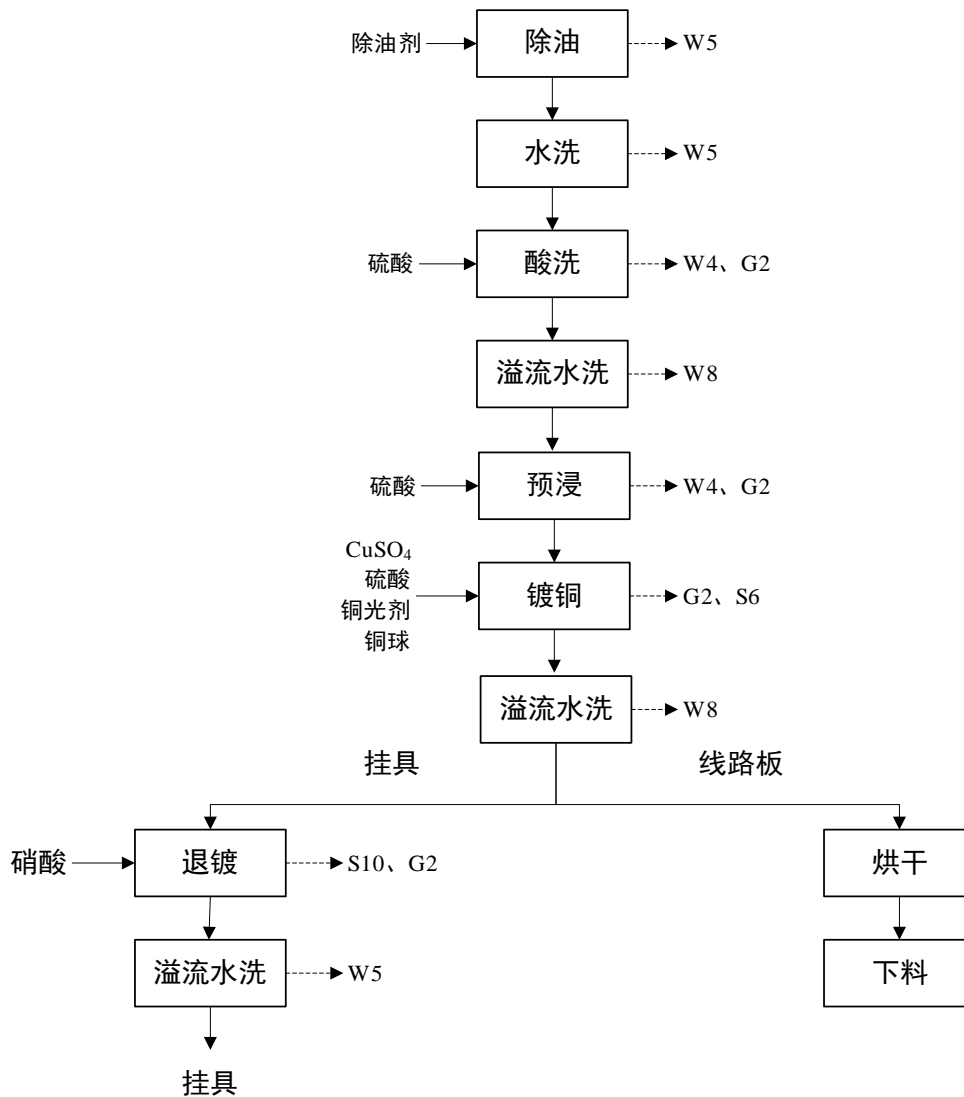 除油剂
除油
W5
水洗
W5
硫酸
酸洗
W4、G2
溢流水洗
W8
硫酸
预浸
W4、G2
CuSO₄
硫酸
铜光剂
铜球
镀铜
G2、S6
溢流水洗
W8
挂具
线路板
硝酸
退镀
S10、G2
烘干
溢流水洗
W5
下料
挂具